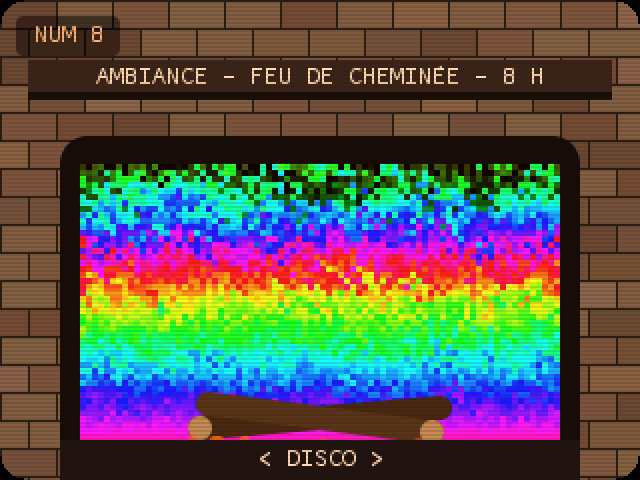 NUM 8
AMBIANCE - FEU DE CHEMINÉE - 8 H
< DISCO >